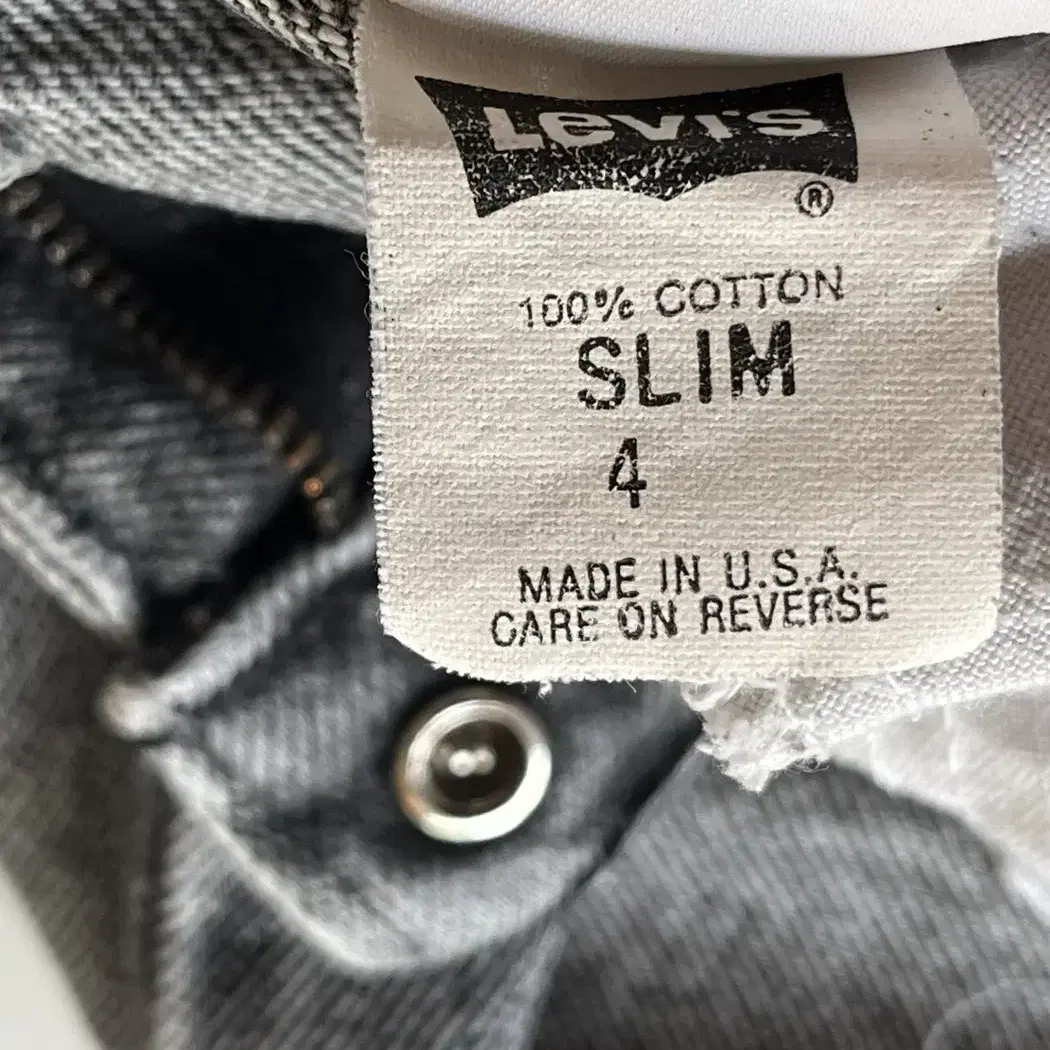 Levi's
®
100% COTTON
SLIM
4
MADE IN U.S.A.
CARE ON REVERSE